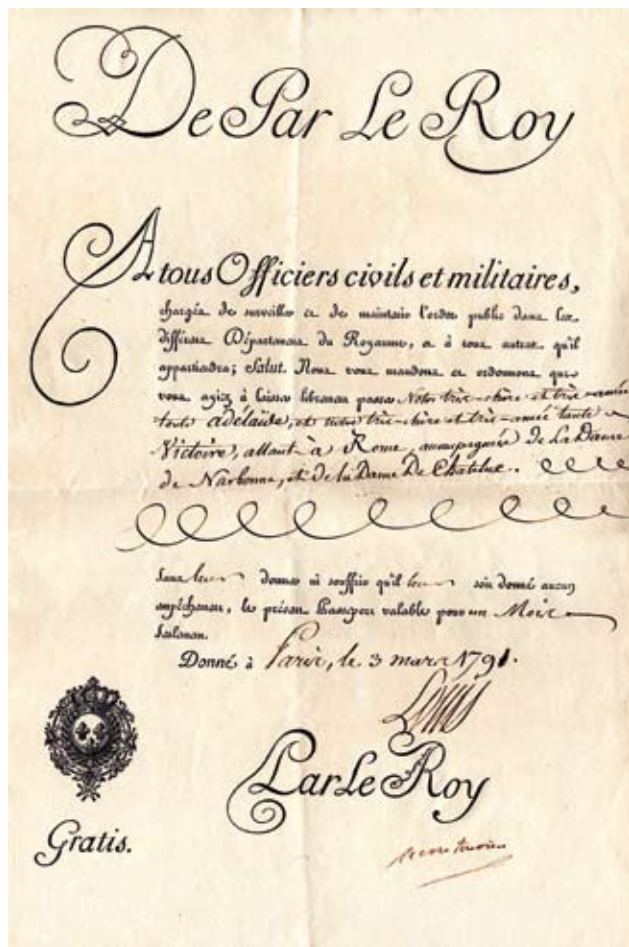 De Par Le Roy
A tous Officiers civils et militaires,
chargés de surveiller et de maintenir l'ordre public dans les
différens Départemens du Royaume, et à tous autres qu'il
appartiendra; Salut. Nous vous mandons et ordonnons que
vous ayiez à laisser librement passer Notre très-chère et très-amée
tante adélaïde, et notre très-chère et très-amée tante
Victoire, allant à Rome, accompagnées de La Dame
de Narbonne, et de la Dame De Chatelux.
Sans leur donner ni souffrir qu'il leur soit donné aucun
empêchement, le présent Passeport valable pour un Mois
seulement.
Donné à Paris, le 3 mars 1791.
Louis
Par Le Roy
Gratis.